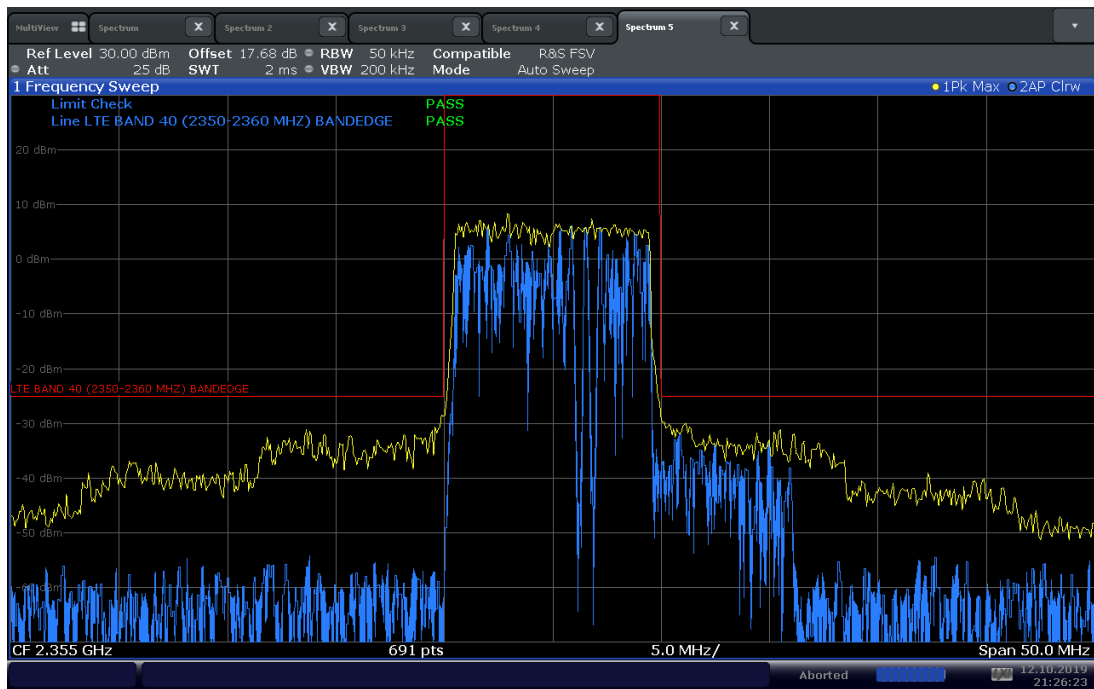 MultiView Spectrum X Spectrum 2 X Spectrum 3 X Spectrum 4 X Spectrum 5 X
Ref Level 30.00 dBm Offset 17.68 dB RBW 50 kHz Compatible R&S FSV
Att 25 dB SWT 2 ms VBW 200 kHz Mode Auto Sweep
1 Frequency Sweep 1Pk Max 2AP Clrw
Limit Check PASS
Line LTE BAND 40 (2350-2360 MHZ) BANDEDGE PASS
20 dBm
10 dBm
0 dBm
-10 dBm
-20 dBm
LTE BAND 40 (2350-2360 MHZ) BANDEDGE
-30 dBm
-40 dBm
-50 dBm
-60 dBm
CF 2.355 GHz 691 pts 5.0 MHz/ Span 50.0 MHz
Aborted 12.10.2019
21:26:23